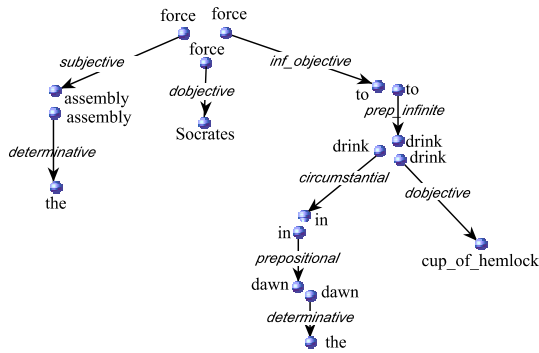 force force
force
subjective
inf_objective
dobjective
assembly
assembly
to to
prep_infinite
Socrates
determinative
drink drink
drink
circumstantial
dobjective
the
in in
prepositional
cup_of_hemlock
dawn dawn
determinative
the